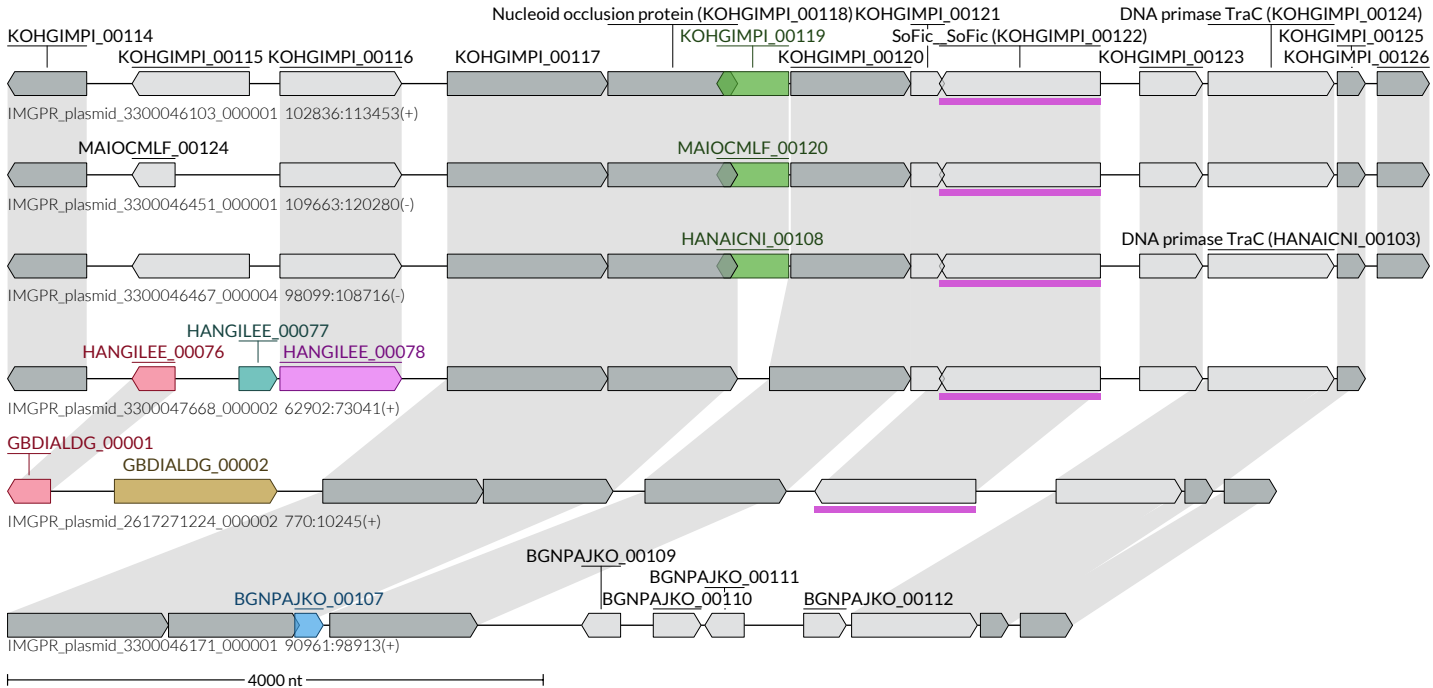 Nucleoid occlusion protein (KOHGIMPI_00118) KOHGIMPI_00121 DNA primase TraC (KOHGIMPI_00124)
KOHGIMPI_00114 KOHGIMPI_00119 SoFic__SoFic (KOHGIMPI_00122) KOHGIMPI_00125
KOHGIMPI_00115 KOHGIMPI_00116 KOHGIMPI_00117 KOHGIMPI_00120 KOHGIMPI_00123 KOHGIMPI_00126
IMGPR_plasmid_3300046103_000001 102836:113453(+)
MAIOCMLF_00124 MAIOCMLF_00120
IMGPR_plasmid_3300046451_000001 109663:120280(-)
HANAICNI_00108 DNA primase TraC (HANAICNI_00103)
IMGPR_plasmid_3300046467_000004 98099:108716(-)
HANGILEE_00077
HANGILEE_00076 HANGILEE_00078
IMGPR_plasmid_3300047668_000002 62902:73041(+)
GBDIALDG_00001
GBDIALDG_00002
IMGPR_plasmid_2617271224_000002 770:10245(+)
BGNPAJKO_00109
BGNPAJKO_00111
BGNPAJKO_00107 BGNPAJKO_00110 BGNPAJKO_00112
IMGPR_plasmid_3300046171_000001 90961:98913(+)
4000 nt